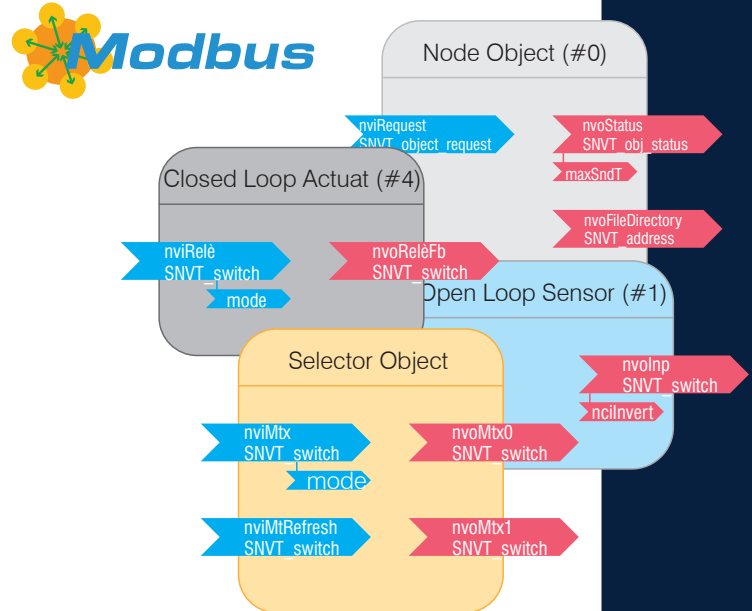 Modbus
Node Object (#0)
nviRequest
SNVT_object_request
nvoStatus
SNVT_obj_status
maxSndT
nvoFileDirectory
SNVT_address
Closed Loop Actuat (#4)
nviRelè
SNVT_switch
mode
nvoRelèFb
SNVT_switch
Open Loop Sensor (#1)
nvoInp
SNVT_switch
nciInvert
Selector Object
nviMtx
SNVT_switch
mode
nvoMtx0
SNVT_switch
nviMtRefresh
SNVT_switch
nvoMtx1
SNVT_switch